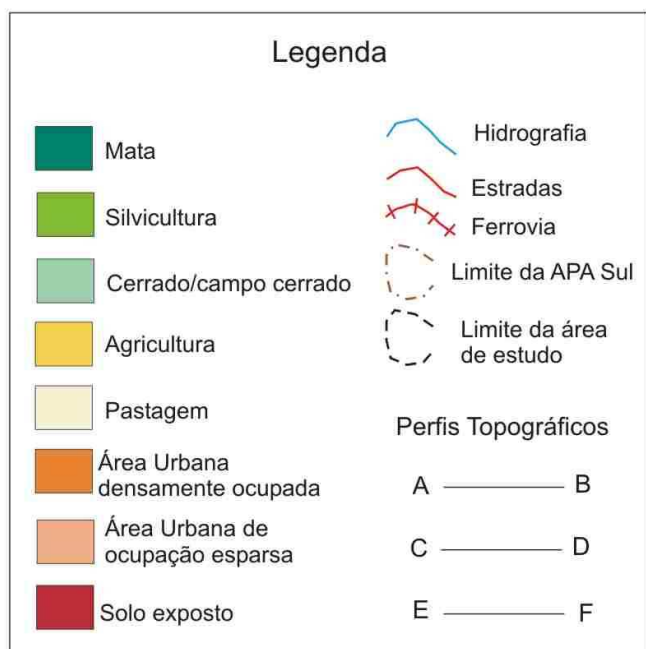 Legenda
Mata
Silvicultura
Cerrado/campo cerrado
Agricultura
Pastagem
Área Urbana
densamente ocupada
Área Urbana de
ocupação esparsa
Solo exposto
Hidrografia
Estradas
Ferrovia
Limite da APA Sul
Limite da área
de estudo
Perfis Topográficos
A B
C D
E F